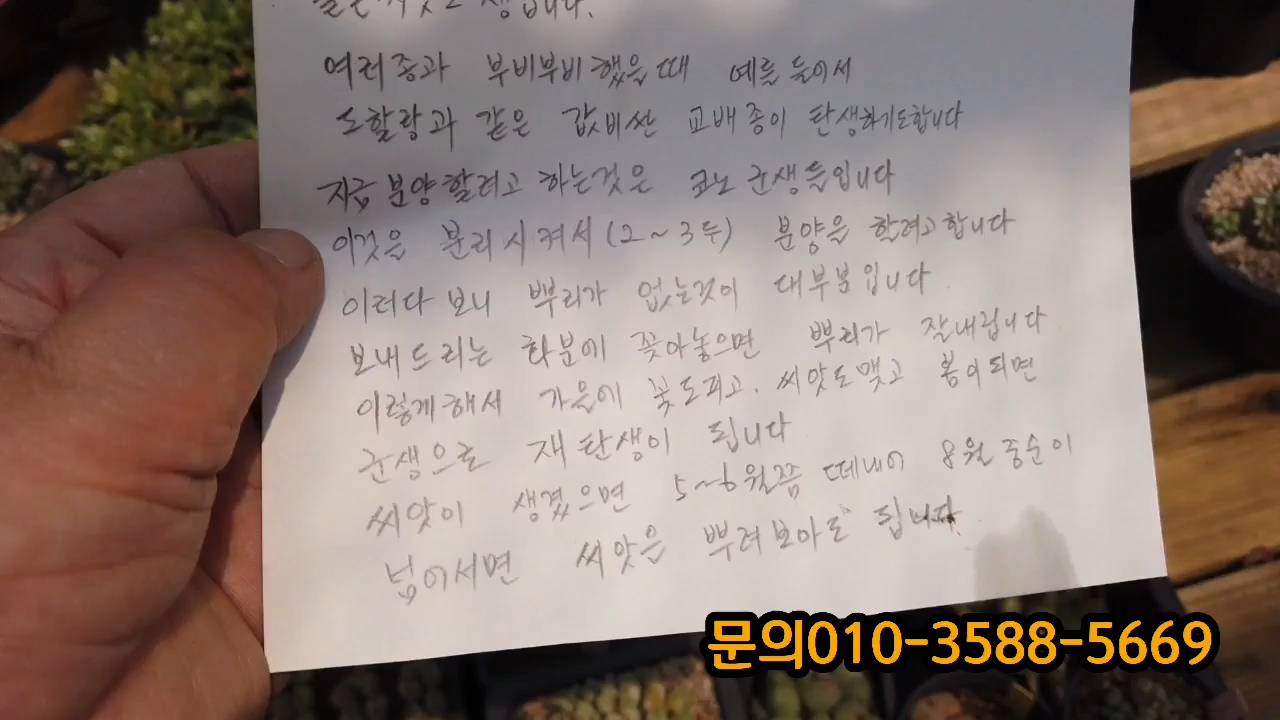 생깁니다.
여러종과 부비부비했을때 예를들어서
도할랑과 같은 값비싼 교배종이 탄생하기도합니다
지금분양할려고 하는것은 코노 군생들입니다
이것은 분리시켜서(2~3두) 분양을 할려고합니다
이러다 보니 뿌리가 없는것이 대부분입니다
보내드리는 화분에 꽂아놓으면 뿌리가 잘내립니다
이렇게해서 가을에 꽃도피고. 씨앗도맺고 봄이되면
군생으로 재탄생이 됩니다
씨앗이 생겼으면 5~6월쯤 떼내어 8월중순이
넘어서면 씨앗은 뿌려보아도 됩니다.
문의010-3588-5669